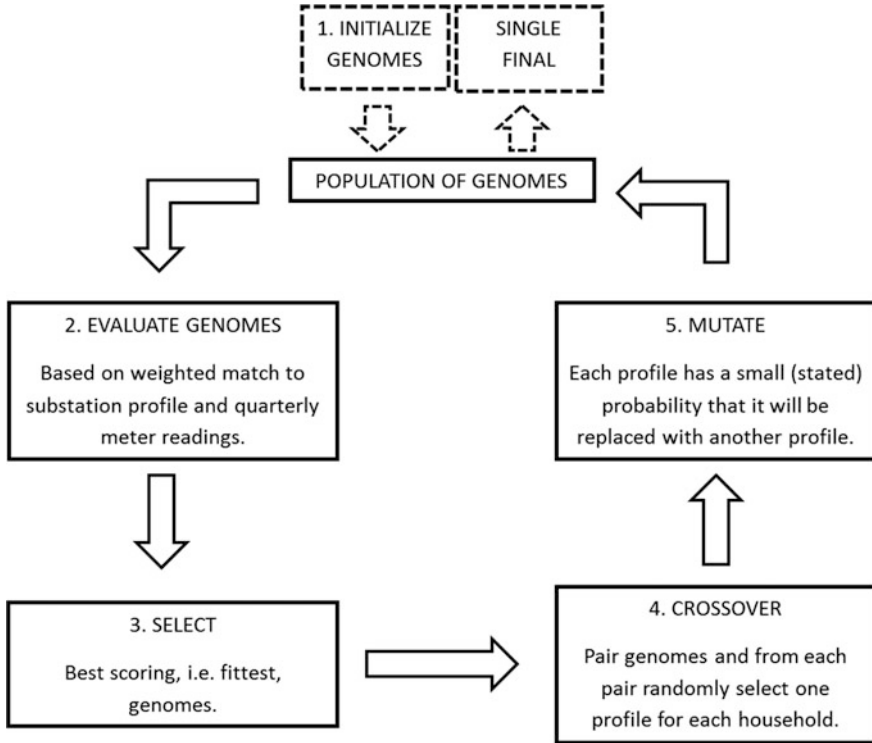 1. INITIALIZE
GENOMES
SINGLE
FINAL
POPULATION OF GENOMES
2. EVALUATE GENOMES
Based on weighted match to
substation profile and quarterly
meter readings.
3. SELECT
Best scoring, i.e. fittest,
genomes.
4. CROSSOVER
Pair genomes and from each
pair randomly select one
profile for each household.
5. MUTATE
Each profile has a small (stated)
probability that it will be
replaced with another profile.